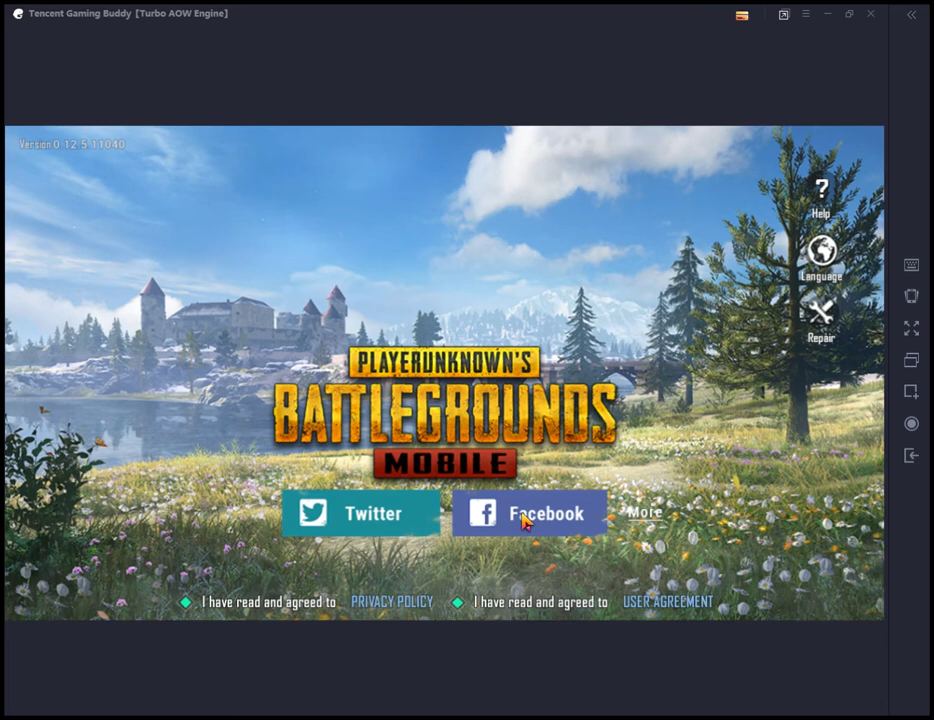 Tencent Gaming Buddy [Turbo AOW Engine]
Version 0.12.5.11040
?
Help
Language
Repair
PLAYERUNKNOWN'S
BATTLEGROUNDS
MOBILE
Twitter
Facebook
More
I have read and agreed to PRIVACY POLICY
I have read and agreed to USER AGREEMENT